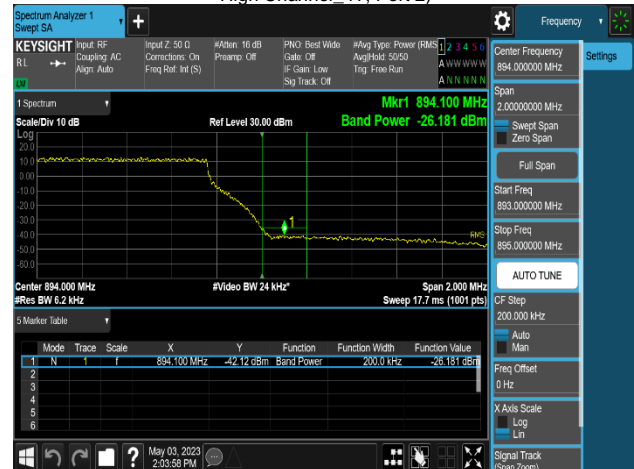 Spectrum Analyzer 1
Swept SA
Frequency
KEYSIGHT
RL
Input: RF
Coupling: AC
Align: Auto
Input Z: 50 Ω
Corrections: On
Freq Ref: Int (S)
#Atten: 16 dB
Preamp: Off
PNO: Best Wide
Gate: Off
IF Gain: Low
Sig Track: Off
#Avg Type: Power (RMS
Avg|Hold: 50/50
Trig: Free Run
1 2 3 4 5 6
A W W W W W
A N N N N N
1 Spectrum
Scale/Div 10 dB
Ref Level 30.00 dBm
Mkr1 894.100 MHz
Band Power -26.181 dBm
Log
20.0
10.0
0.00
-10.0
-20.0
-30.0
-40.0
-50.0
-60.0
1
RMS
Center 894.000 MHz
#Video BW 24 kHz*
Span 2.000 MHz
#Res BW 6.2 kHz
Sweep 17.7 ms (1001 pts)
5 Marker Table
Mode Trace Scale X Y Function Function Width Function Value
1 N 1 f 894.100 MHz -42.12 dBm Band Power 200.0 kHz -26.181 dBm
2
3
4
5
6
Center Frequency
894.000000 MHz
Settings
Span
2.00000000 MHz
Swept Span
Zero Span
Full Span
Start Freq
893.000000 MHz
Stop Freq
895.000000 MHz
AUTO TUNE
CF Step
200.000 kHz
Auto
Man
Freq Offset
0 Hz
X Axis Scale
Log
Lin
Signal Track
(Span Zoom)
May 03, 2023
2:03:58 PM